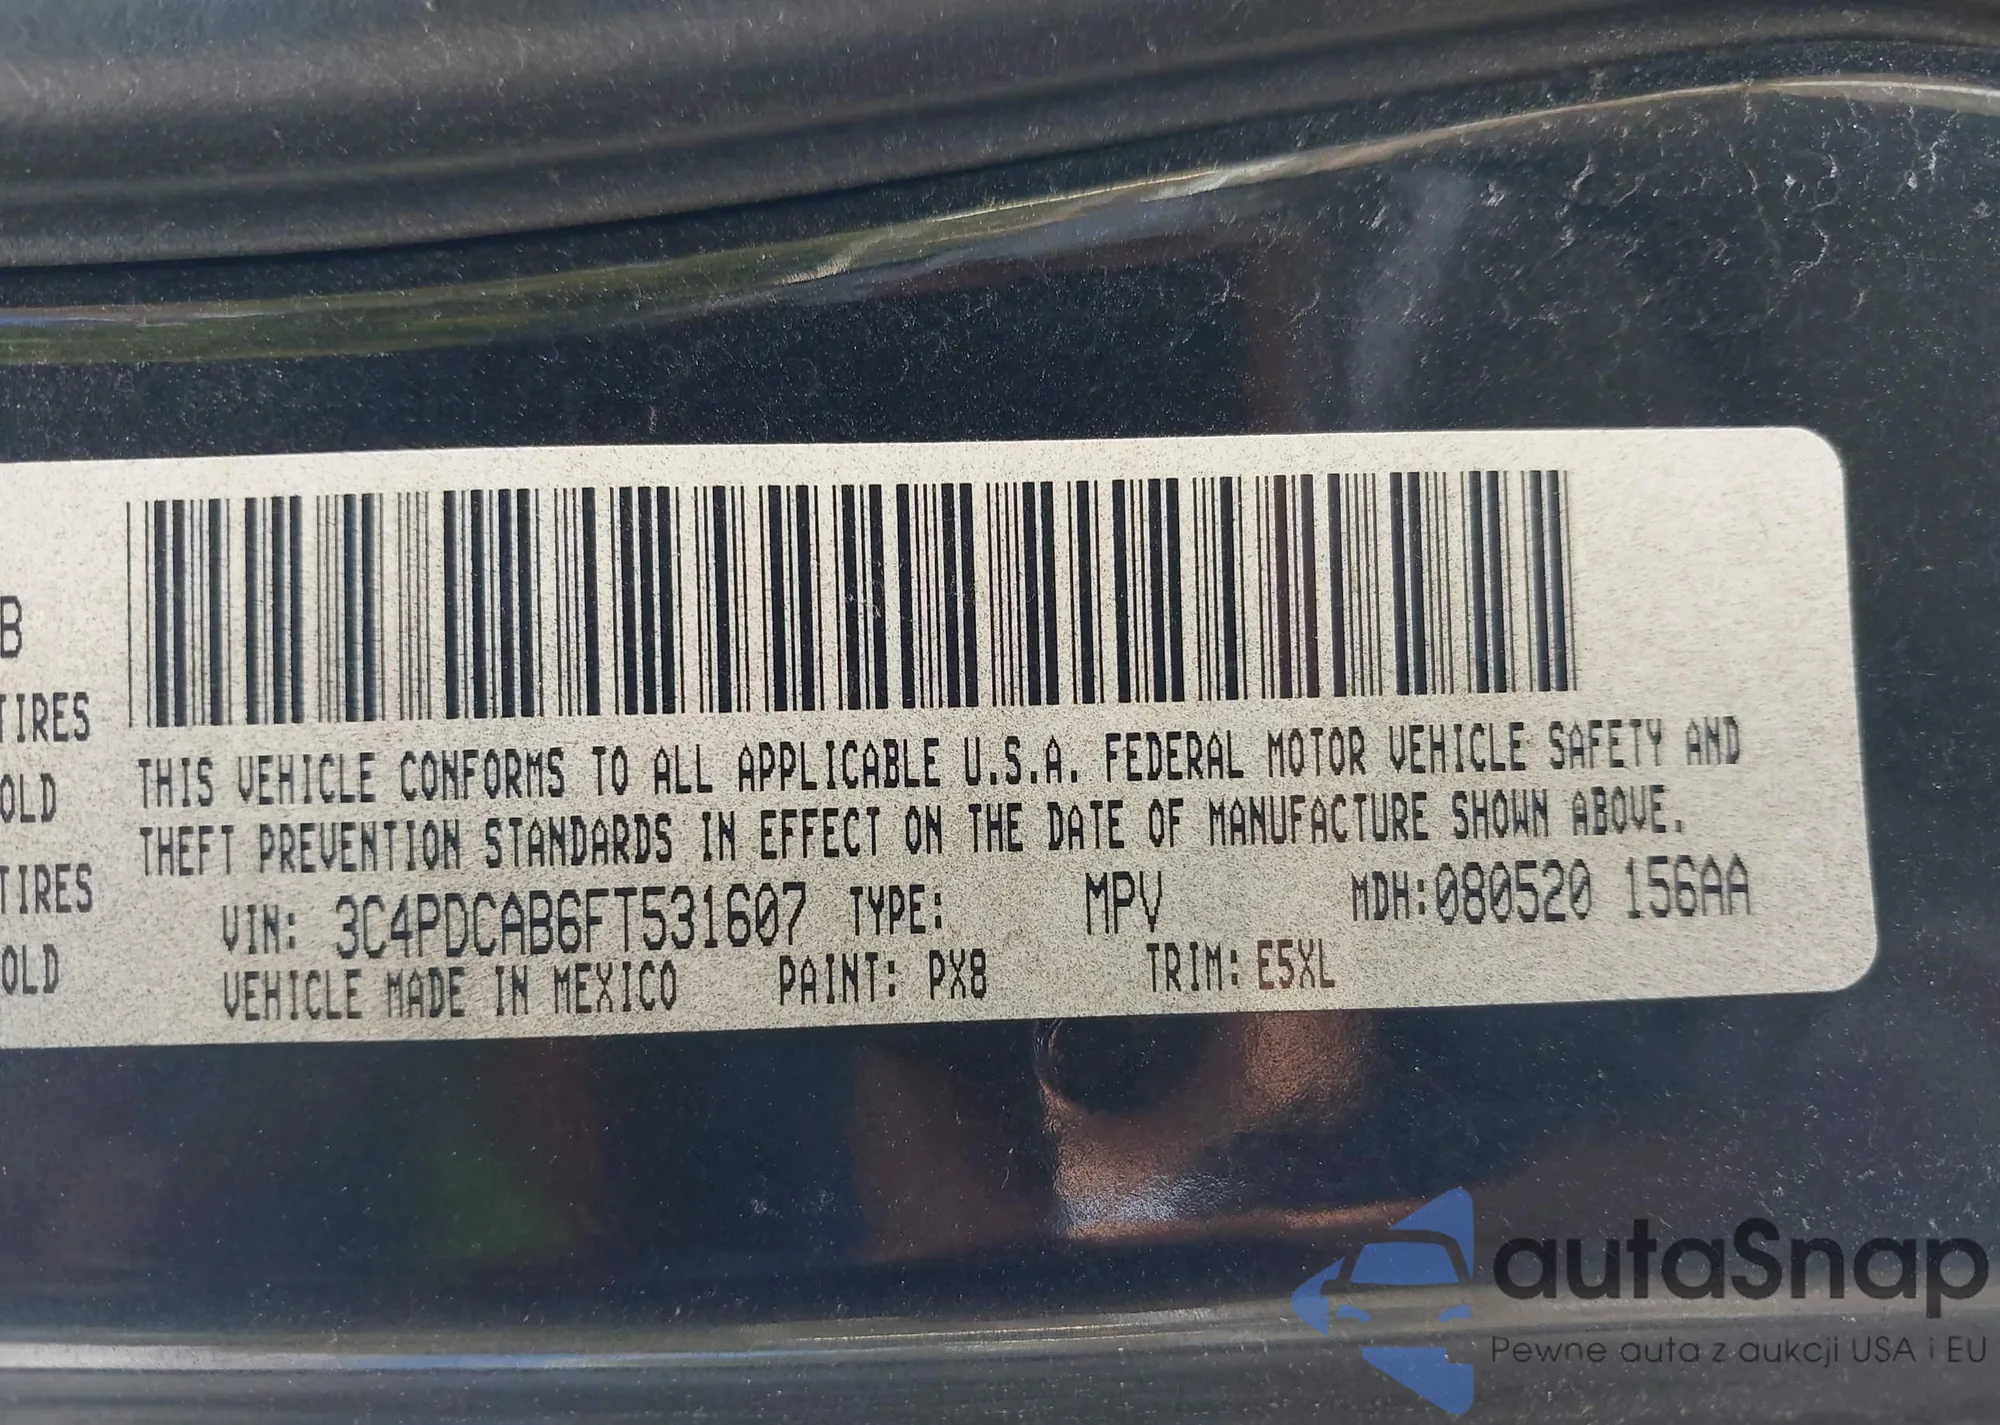 B
TIRES
OLD
TIRES
OLD
THIS VEHICLE CONFORMS TO ALL APPLICABLE U.S.A. FEDERAL MOTOR VEHICLE SAFETY AND
THEFT PREVENTION STANDARDS IN EFFECT ON THE DATE OF MANUFACTURE SHOWN ABOVE.
VIN: 3C4PDCAB6FT531607 TYPE: MPV MDH:080520 156AA
VEHICLE MADE IN MEXICO PAINT: PX8 TRIM: E5XL
autaSnap
Pewne auta z aukcji USA i EU